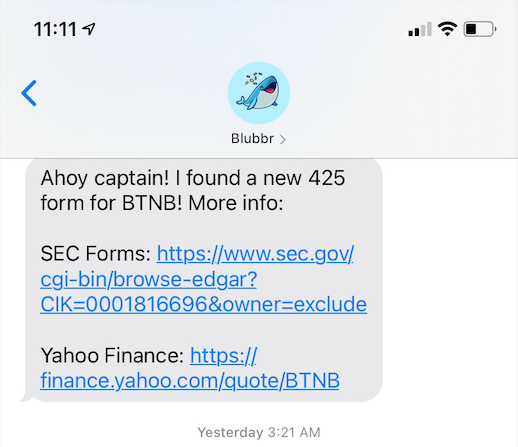 11:11
Blubbr
Ahoy captain! I found a new 425
form for BTNB! More info:
SEC Forms: https://www.sec.gov/
cgi-bin/browse-edgar?
CIK=0001816696&owner=exclude
Yahoo Finance: https://
finance.yahoo.com/quote/BTNB
Yesterday 3:21 AM